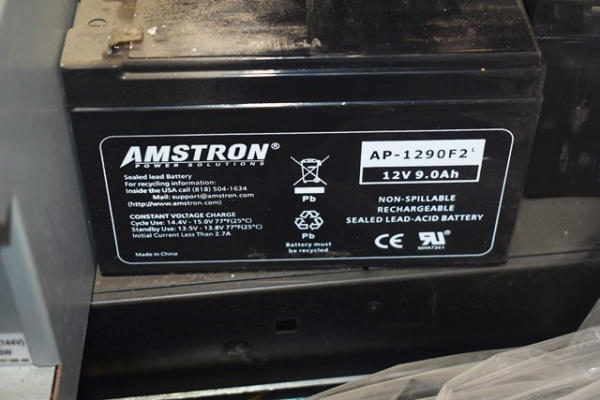 AMSTRON®
POWER SOLUTIONS
Sealed lead Battery
For recycling information:
Inside the USA call (818) 504-1634
Mail: support@amstron.com
(http://www.amstron.com)
CONSTANT VOLTAGE CHARGE
Cycle Use: 14.4V - 15.0V 77°F(25°C)
Standby Use: 13.5V - 13.8V 77°F(25°C)
Initial Current Less Than 2.7A
Made in China
Pb
Pb
Battery must be
recycled
AP-1290F2 L
12V 9.0Ah
NON-SPILLABLE
RECHARGEABLE
SEALED LEAD-ACID BATTERY
CE RU®
MH47341
(144V)